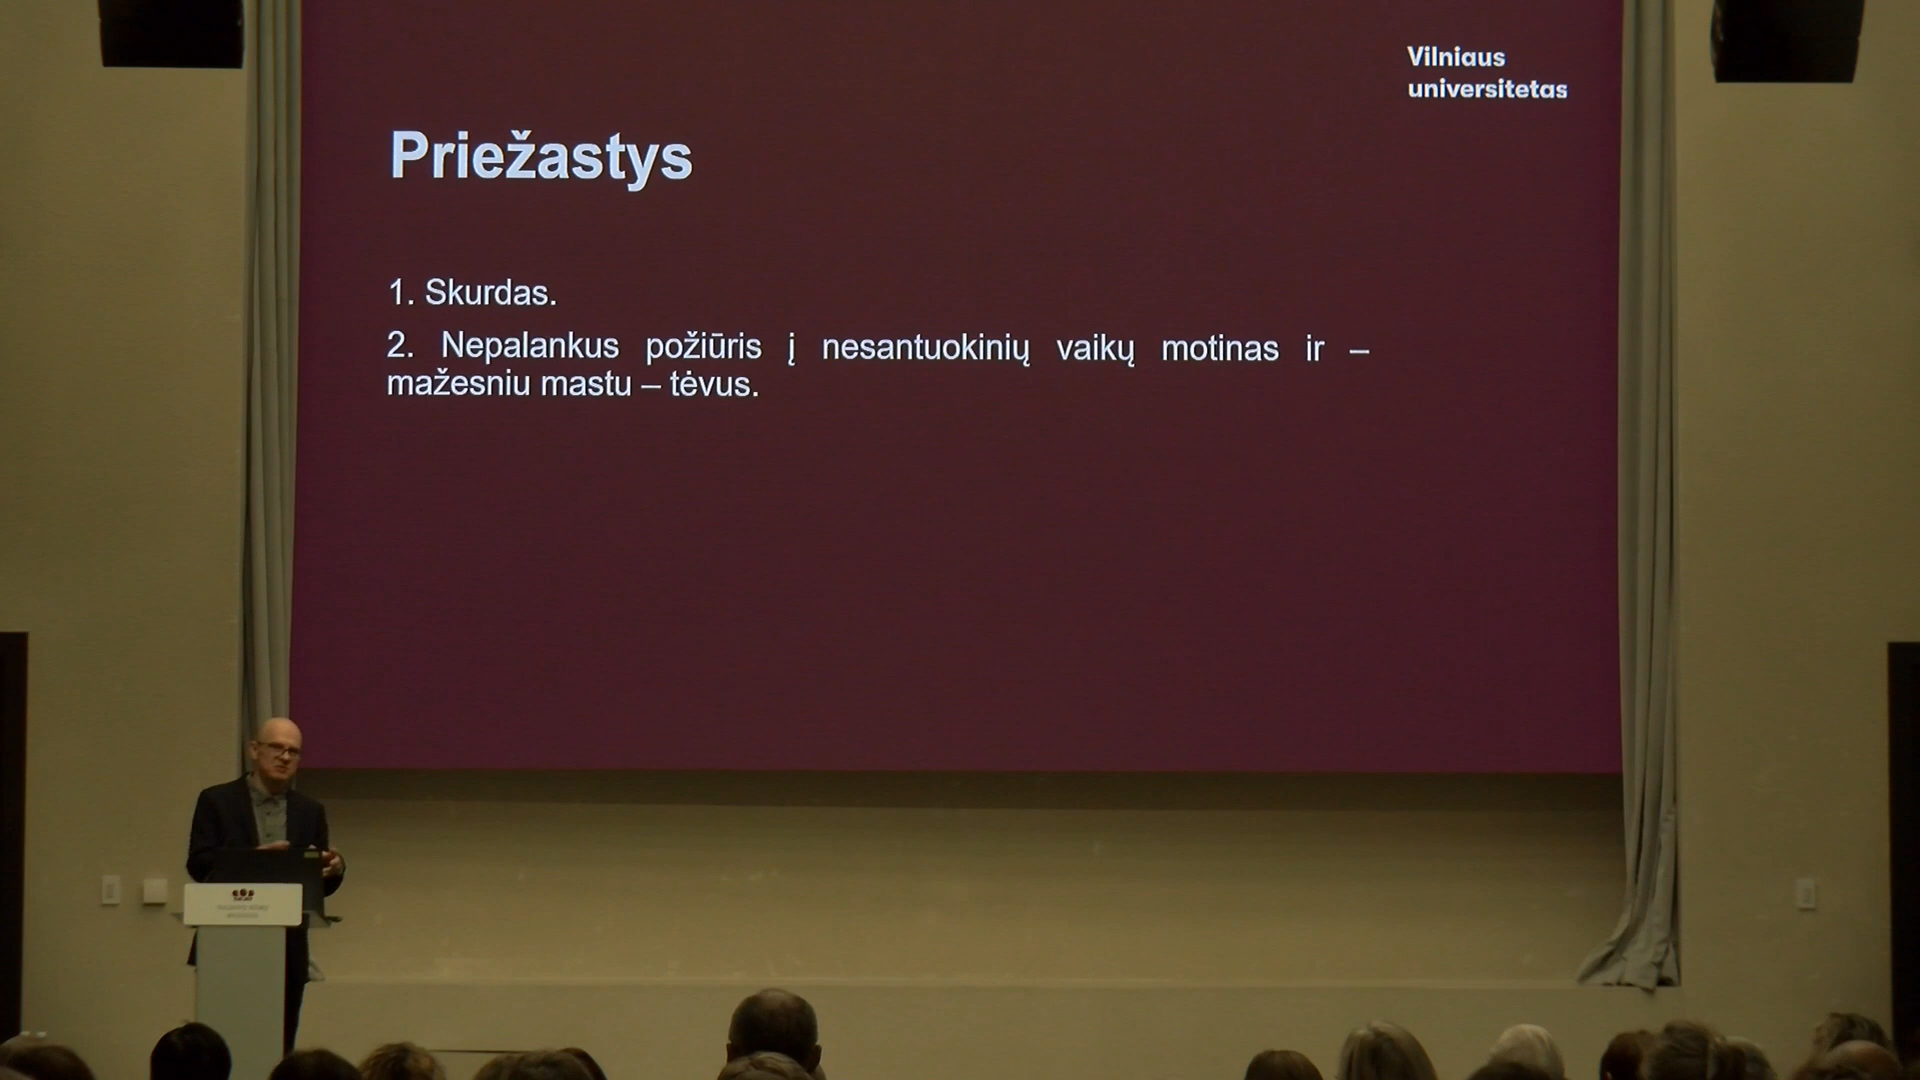 Vilniaus
universitetas
Priežastys
1. Skurdas.
2. Nepalankus požiūris į nesantuokinių vaikų motinas ir –
mažesniu mastu – tėvus.